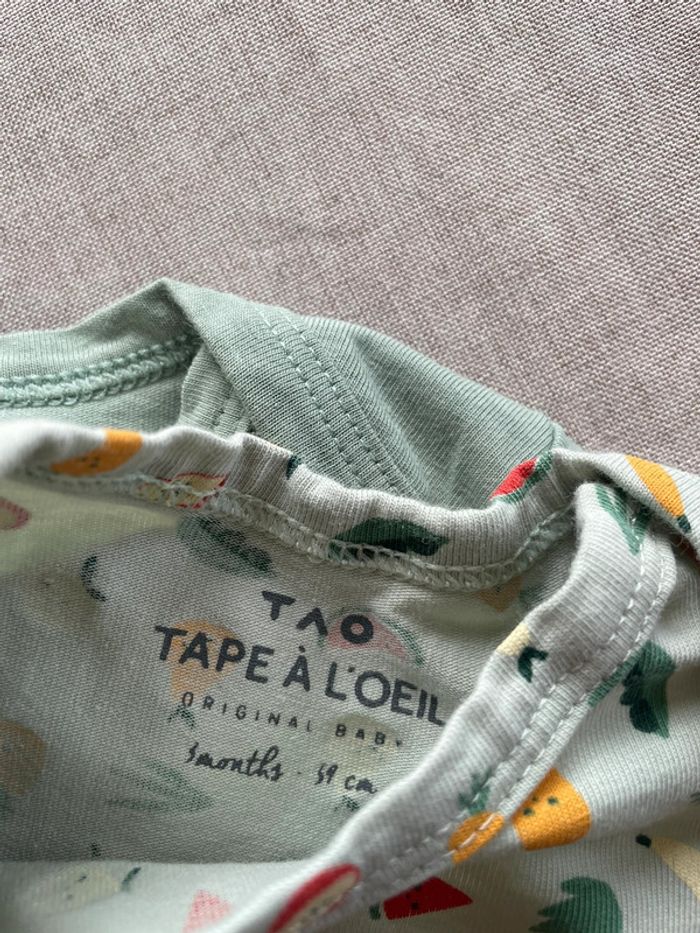 TAO
TAPE À L'OEIL
ORIGINAL BABY
3 months - 59 cm